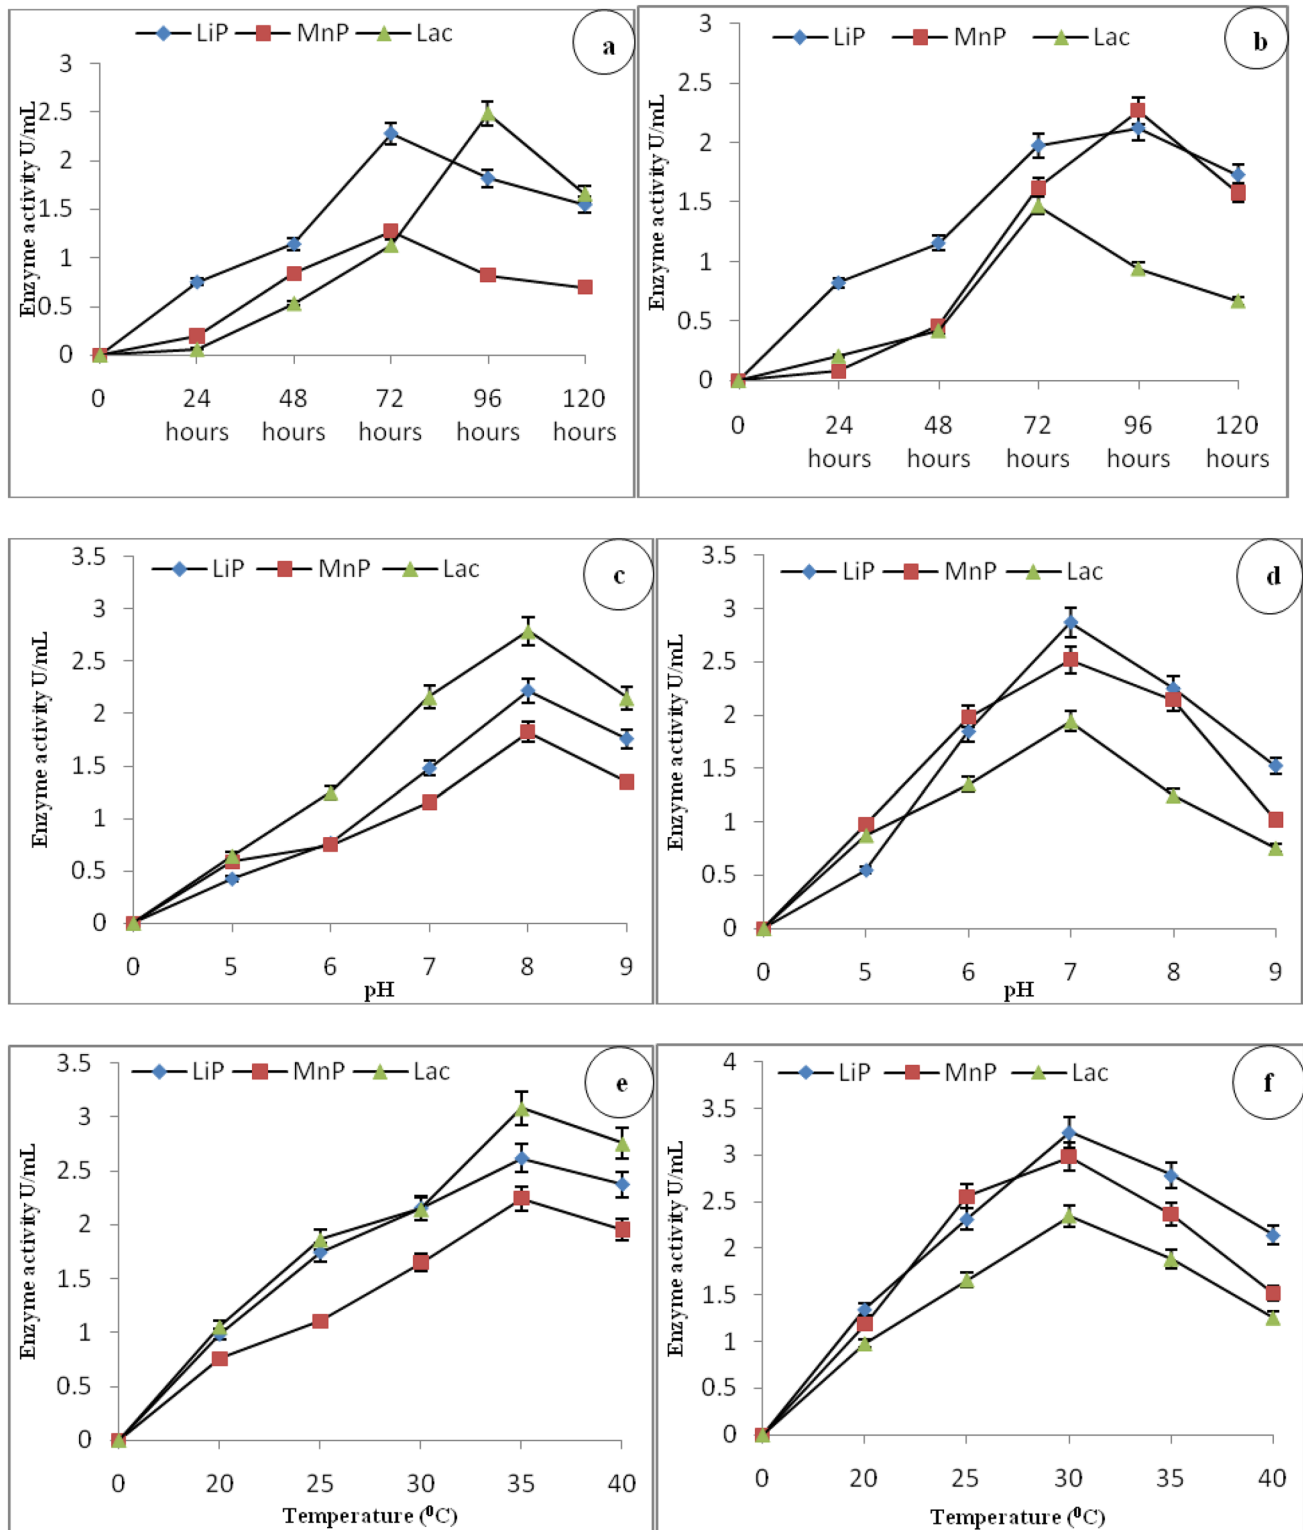 LiP MnP Lac
a
Enzyme activity U/mL
3
2.5
2
1.5
1
0.5
0
0 24 48 72 96 120
hours hours hours hours hours
LiP MnP Lac
b
Enzyme activity U/mL
3
2.5
2
1.5
1
0.5
0
0 24 48 72 96 120
hours hours hours hours hours
LiP MnP Lac
c
Enzyme activity U/mL
3.5
3
2.5
2
1.5
1
0.5
0
0 5 6 7 8 9
pH
LiP MnP Lac
d
Enzyme activity U/mL
3.5
3
2.5
2
1.5
1
0.5
0
0 5 6 7 8 9
pH
LiP MnP Lac
e
Enzyme activity U/mL
3.5
3
2.5
2
1.5
1
0.5
0
0 20 25 30 35 40
Temperature (⁰C)
LiP MnP Lac
f
Enzyme activity U/mL
4
3.5
3
2.5
2
1.5
1
0.5
0
0 20 25 30 35 40
Temperature (⁰C)